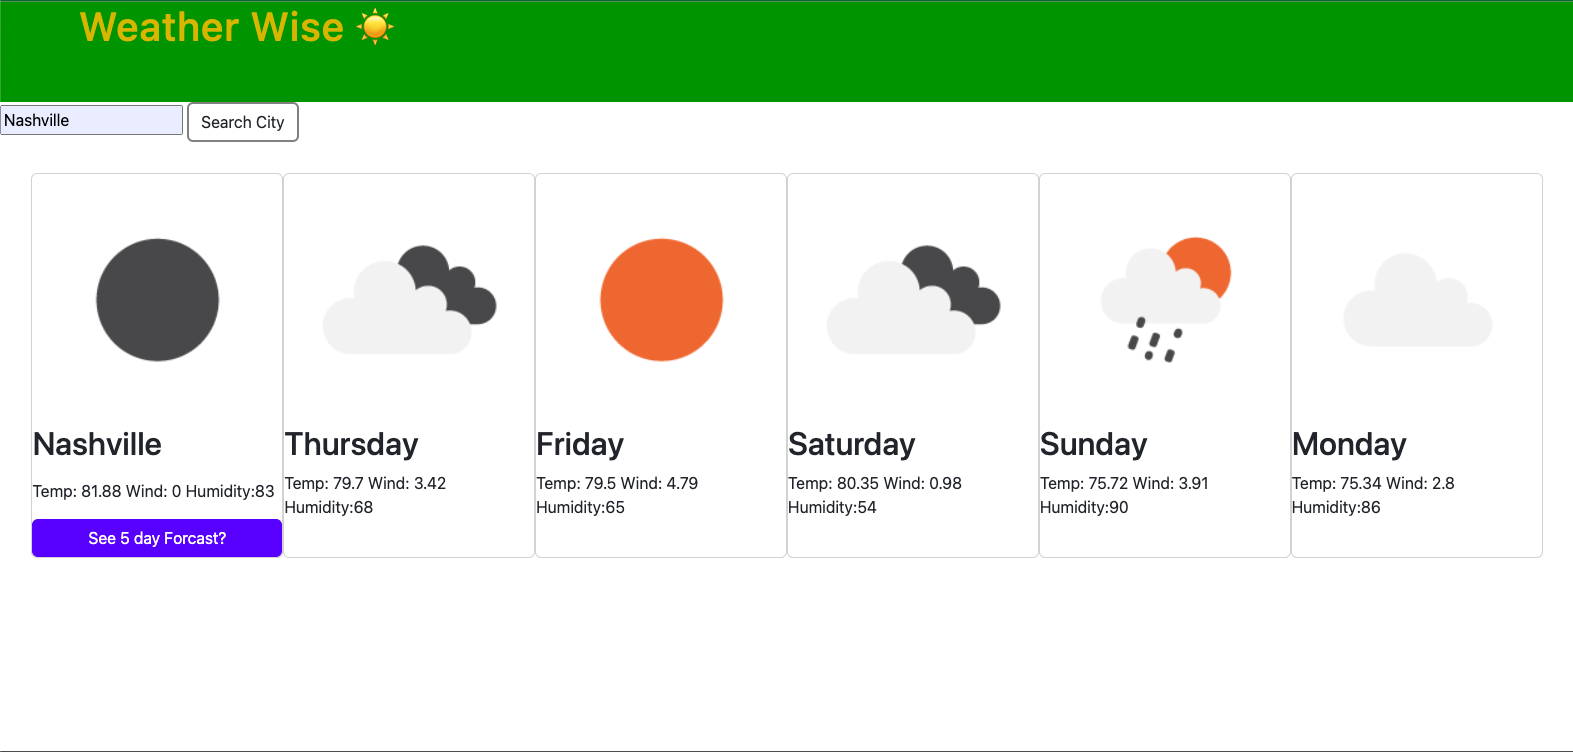 Weather Wise ☀️
Nashville
Search City
Nashville
Temp: 81.88 Wind: 0 Humidity:83
See 5 day Forcast?
Thursday
Temp: 79.7 Wind: 3.42
Humidity:68
Friday
Temp: 79.5 Wind: 4.79
Humidity:65
Saturday
Temp: 80.35 Wind: 0.98
Humidity:54
Sunday
Temp: 75.72 Wind: 3.91
Humidity:90
Monday
Temp: 75.34 Wind: 2.8
Humidity:86